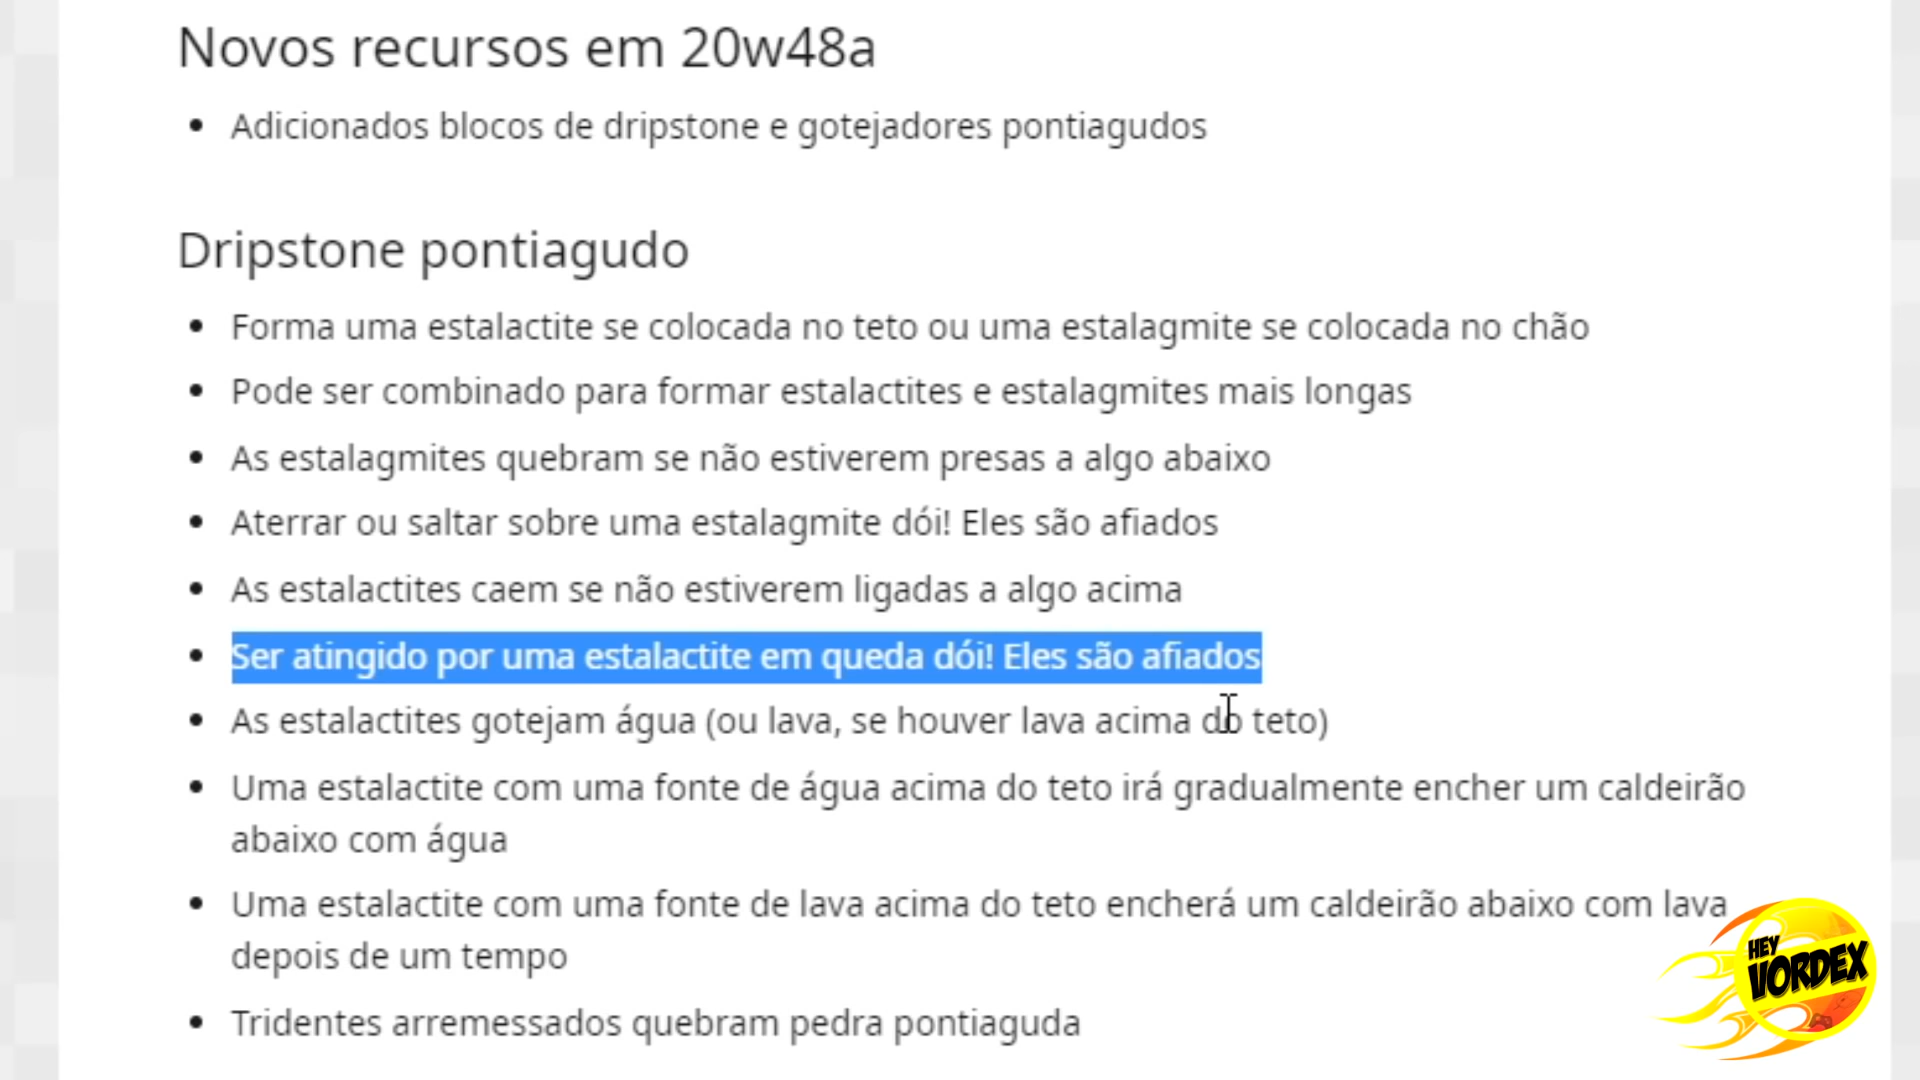 Novos recursos em 20w48a
Adicionados blocos de dripstone e gotejadores pontiagudos
Dripstone pontiagudo
Forma uma estalactite se colocada no teto ou uma estalagmite se colocada no chão
Pode ser combinado para formar estalactites e estalagmites mais longas
As estalagmites quebram se não estiverem presas a algo abaixo
Aterrar ou saltar sobre uma estalagmite dói! Eles são afiados
As estalactites caem se não estiverem ligadas a algo acima
Ser atingido por uma estalactite em queda dói! Eles são afiados
As estalactites gotejam água (ou lava, se houver lava acima do teto)
Uma estalactite com uma fonte de água acima do teto irá gradualmente encher um caldeirão
abaixo com água
Uma estalactite com uma fonte de lava acima do teto encherá um caldeirão abaixo com lava
depois de um tempo
Tridentes arremessados quebram pedra pontiaguda
HEY
VORDEX